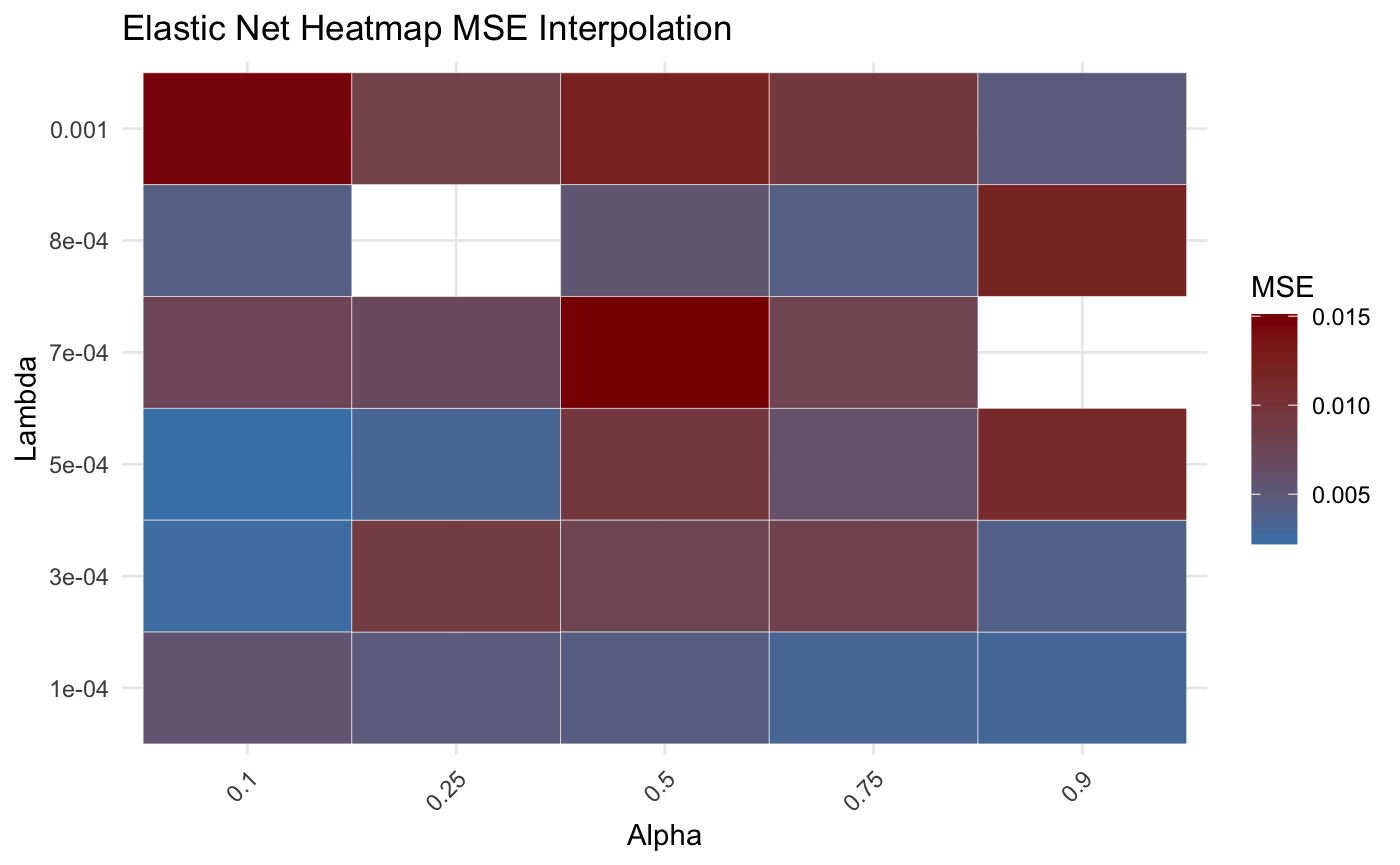 Elastic Net Heatmap MSE Interpolation
0.001
8e-04
7e-04
5e-04
3e-04
1e-04
Lambda
0.1
0.25
0.5
0.75
0.9
Alpha
MSE
0.015
0.010
0.005